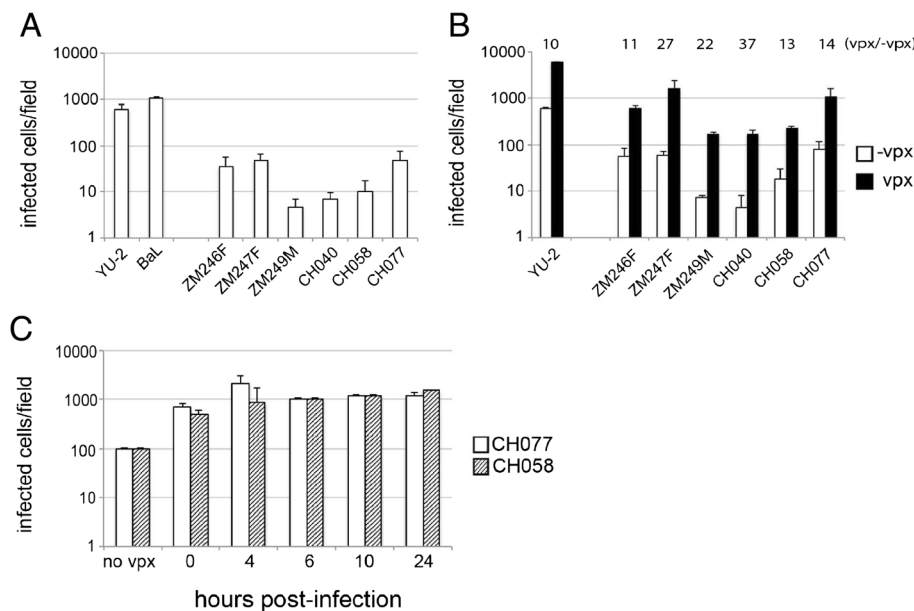 A
infected cells/field
10000
1000
100
10
1
YU-2
BaL
ZM246F
ZM247F
ZM249M
CH040
CH058
CH077
B
10 11 27 22 37 13 14 (vpx/-vpx)
infected cells/field
10000
1000
100
10
1
YU-2
ZM246F
ZM247F
ZM249M
CH040
CH058
CH077
-vpx
vpx
C
infected cells/field
10000
1000
100
10
1
no vpx 0 4 6 10 24
hours post-infection
CH077
CH058